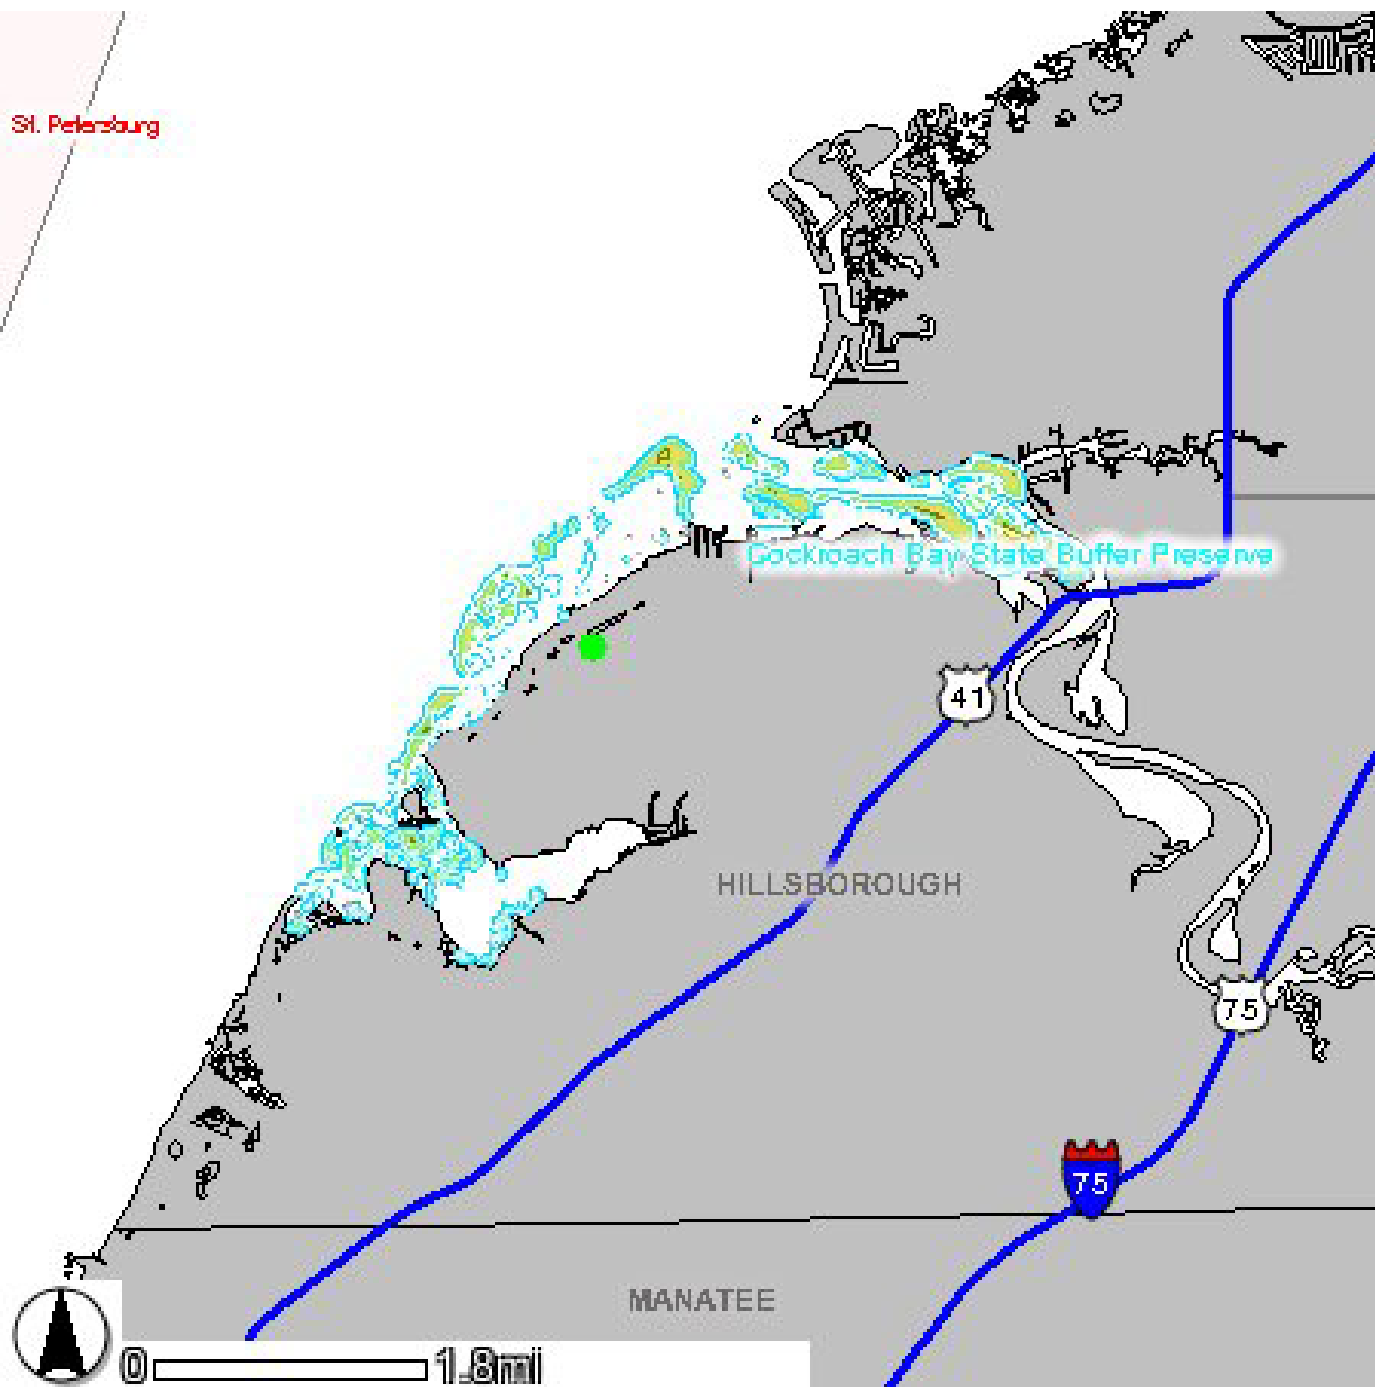 St. Petersburg
Cockroach Bay State Buffer Preserve
41
HILLSBOROUGH
75
75
MANATEE
0 1.8mi